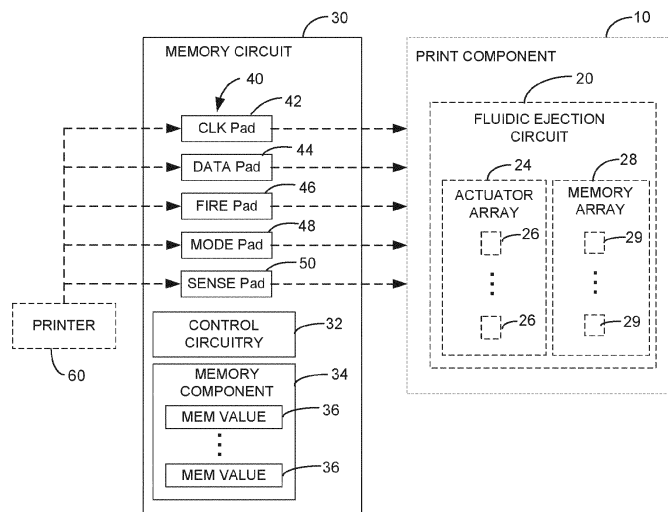 30
10
MEMORY CIRCUIT
PRINT COMPONENT
40
42
20
CLK Pad
FLUIDIC EJECTION
CIRCUIT
44
DATA Pad
46
24
28
FIRE Pad
ACTUATOR
ARRAY
MEMORY
ARRAY
48
MODE Pad
26
29
50
SENSE Pad
PRINTER
60
32
CONTROL
CIRCUITRY
26
29
MEMORY
COMPONENT
34
MEM VALUE
36
MEM VALUE
36